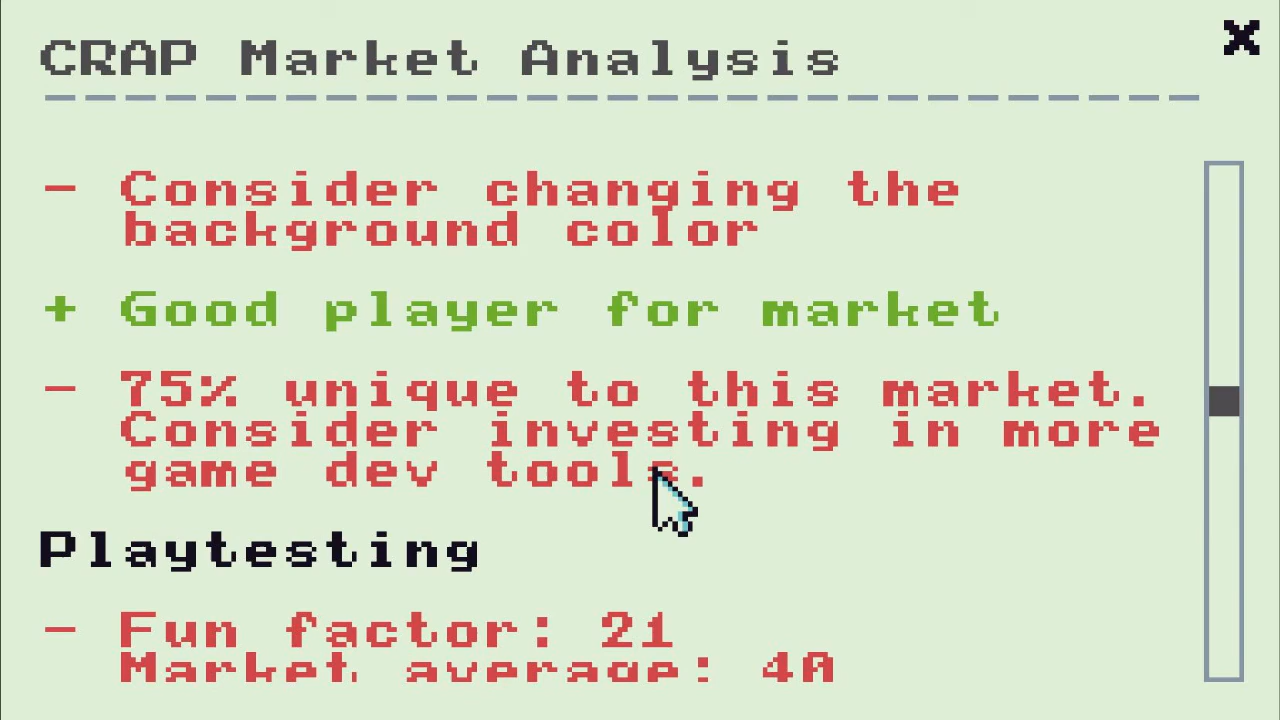 CRAP Market Analysis
- Consider changing the
background color
+ Good player for market
- 75% unique to this market.
Consider investing in more
game dev tools.
Playtesting
- Fun factor: 21
Market average: